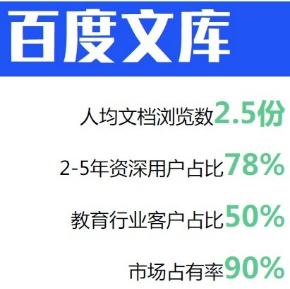 百度文库
人均文档浏览数2.5份
2-5年资深用户占比78%
教育行业客户占比50%
市场占有率90%